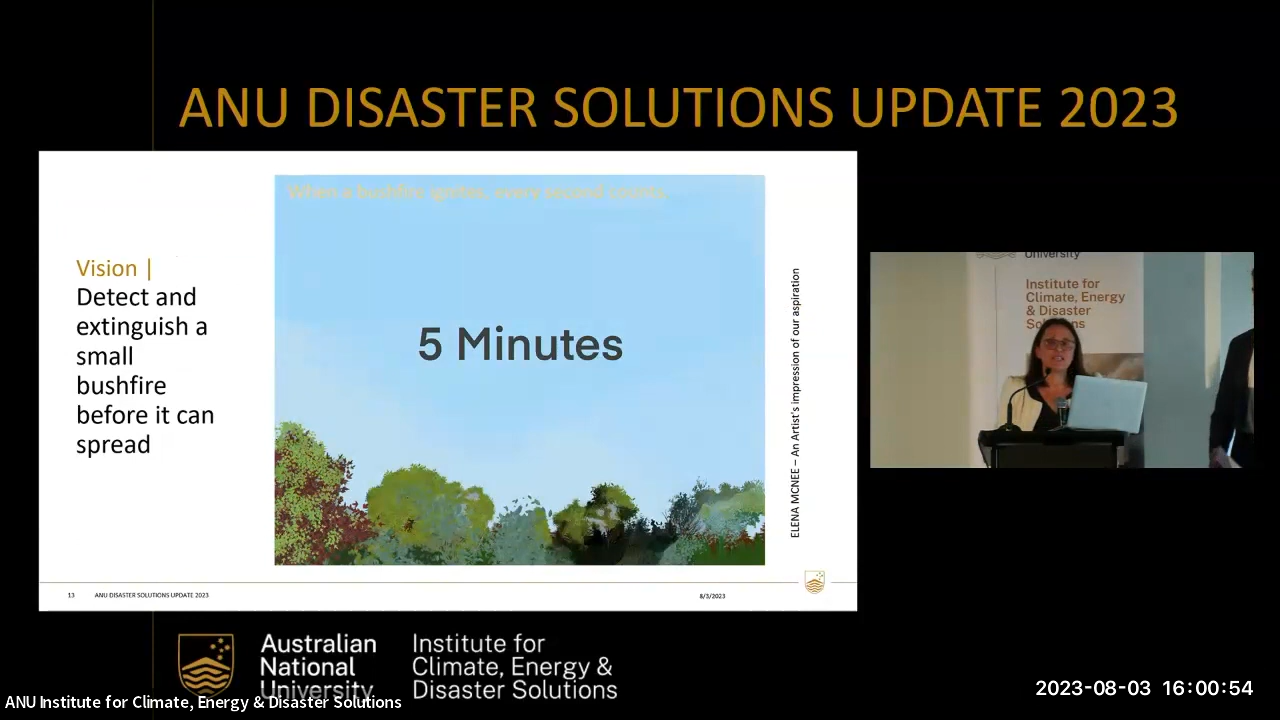 ANU DISASTER SOLUTIONS UPDATE 2023
When a bushfire ignites, every second counts
Vision |
Detect and
extinguish a
small
bushfire
before it can
spread
5 Minutes
ELENA MCNEE – An Artist's impression of our aspiration
13
ANU DISASTER SOLUTIONS UPDATE 2023
8/3/2023
University
Institute for
Climate, Energy
& Disaster
Solutions
Australian
National
University
Institute for
Climate, Energy &
Disaster Solutions
ANU Institute for Climate, Energy & Disaster Solutions
2023-08-03 16:00:54